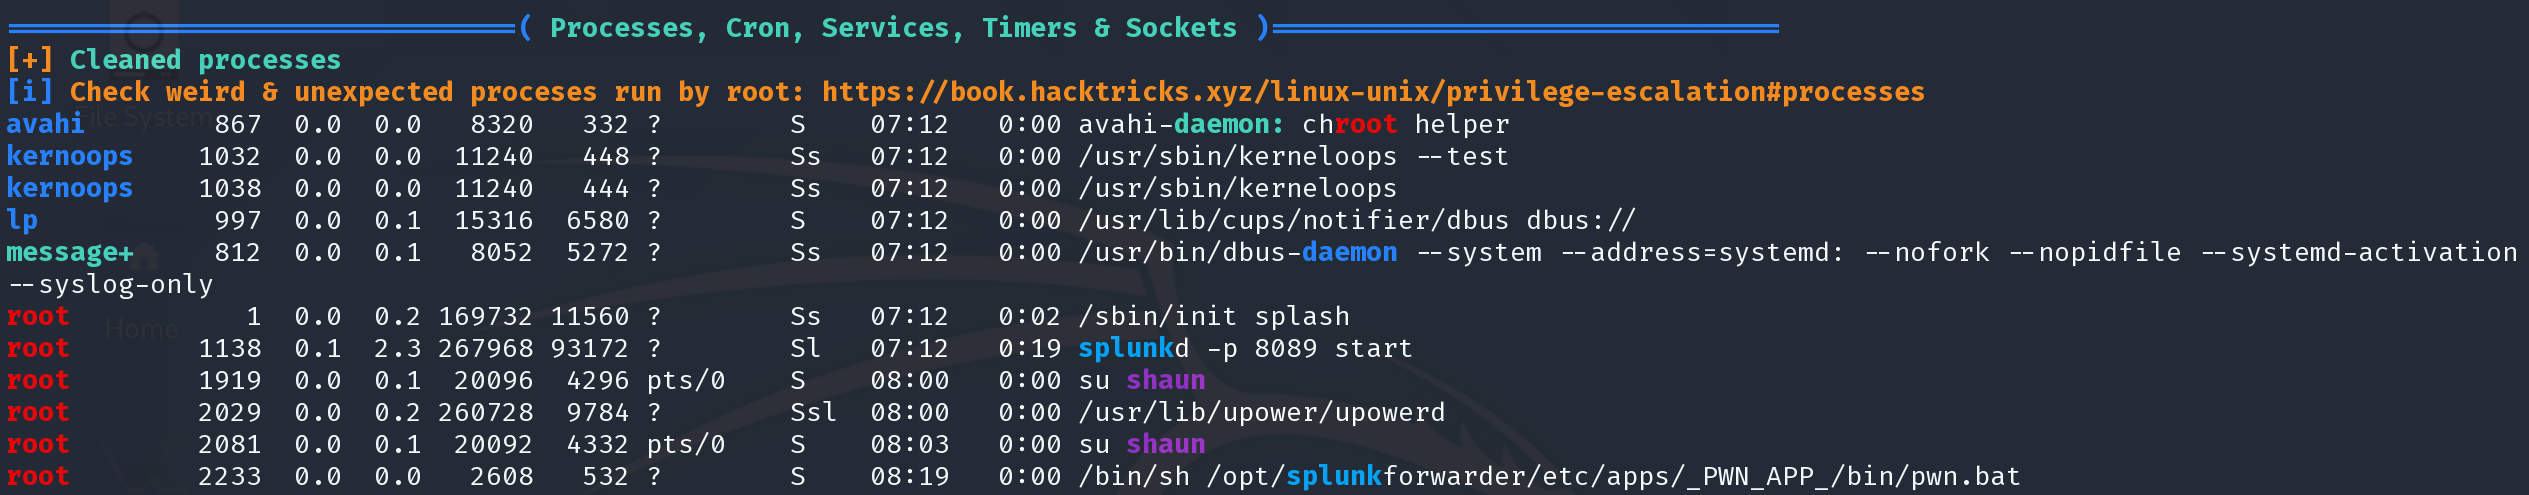 ════════════════════════════════( Processes, Cron, Services, Timers & Sockets )════════════════════════════════
[+] Cleaned processes
[i] Check weird & unexpected proceses run by root: https://book.hacktricks.xyz/linux-unix/privilege-escalation#processes
File System
avahi        867  0.0  0.0   8320   332 ?        S    07:12   0:00 avahi-daemon: chroot helper
kernoops    1032  0.0  0.0  11240   448 ?        Ss   07:12   0:00 /usr/sbin/kerneloops --test
kernoops    1038  0.0  0.0  11240   444 ?        Ss   07:12   0:00 /usr/sbin/kerneloops
lp           997  0.0  0.1  15316  6580 ?        S    07:12   0:00 /usr/lib/cups/notifier/dbus dbus://
message+     812  0.0  0.1   8052  5272 ?        Ss   07:12   0:00 /usr/bin/dbus-daemon --system --address=systemd: --nofork --nopidfile --systemd-activation
--syslog-only
root           1  0.0  0.2 169732 11560 ?        Ss   07:12   0:02 /sbin/init splash
Home
root        1138  0.1  2.3 267968 93172 ?        Sl   07:12   0:19 splunkd -p 8089 start
root        1919  0.0  0.1  20096  4296 pts/0    S    08:00   0:00 su shaun
root        2029  0.0  0.2 260728  9784 ?        Ssl  08:00   0:00 /usr/lib/upower/upowerd
root        2081  0.0  0.1  20092  4332 pts/0    S    08:03   0:00 su shaun
root        2233  0.0  0.0   2608   532 ?        S    08:19   0:00 /bin/sh /opt/splunkforwarder/etc/apps/_PWN_APP_/bin/pwn.bat